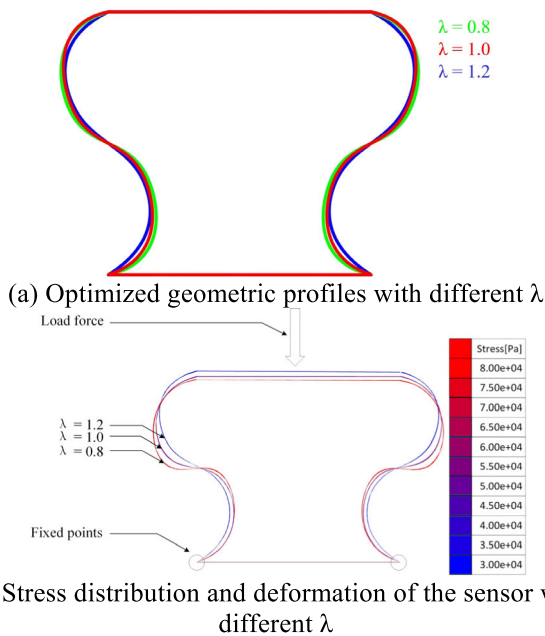 λ = 0.8
λ = 1.0
λ = 1.2
(a) Optimized geometric profiles with different λ
Load force
Stress[Pa]
8.00e+04
7.50e+04
7.00e+04
6.50e+04
6.00e+04
5.50e+04
5.00e+04
4.50e+04
4.00e+04
3.50e+04
3.00e+04
λ = 1.2
λ = 1.0
λ = 0.8
Fixed points
Stress distribution and deformation of the sensor
different λ